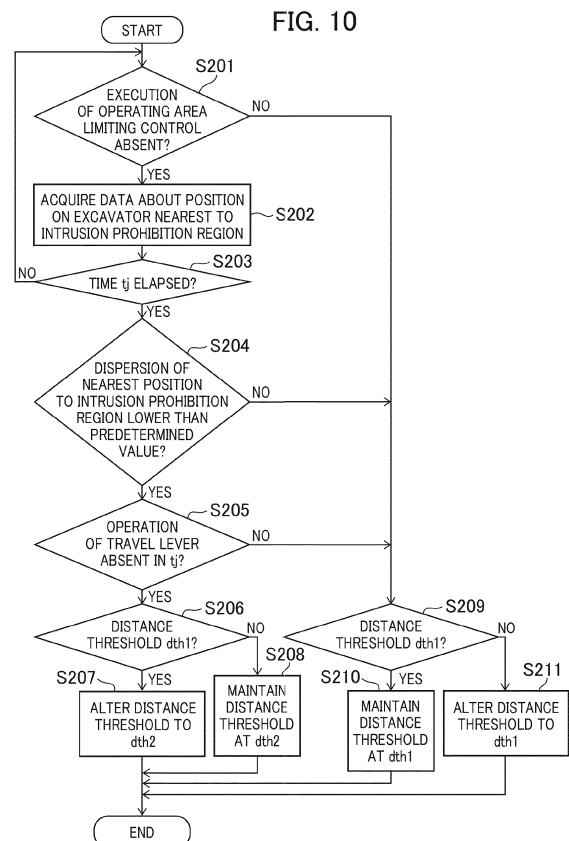 FIG. 10
START
S201
EXECUTION
OF OPERATING AREA
LIMITING CONTROL
ABSENT?
NO
YES
ACQUIRE DATA ABOUT POSITION
ON EXCAVATOR NEAREST TO
INTRUSION PROHIBITION REGION
S202
S203
NO
TIME tj ELAPSED?
YES
S204
DISPERSION OF
NEAREST POSITION
TO INTRUSION PROHIBITION
REGION LOWER THAN
PREDETERMINED
VALUE?
NO
YES
S205
OPERATION
OF TRAVEL LEVER
ABSENT IN tj?
NO
YES
S206
DISTANCE
THRESHOLD dth1?
NO
YES
S207
ALTER DISTANCE
THRESHOLD TO
dth2
S208
MAINTAIN
DISTANCE
THRESHOLD
AT dth2
S209
DISTANCE
THRESHOLD dth1?
NO
YES
S210
MAINTAIN
DISTANCE
THRESHOLD
AT dth1
S211
ALTER DISTANCE
THRESHOLD TO
dth1
END